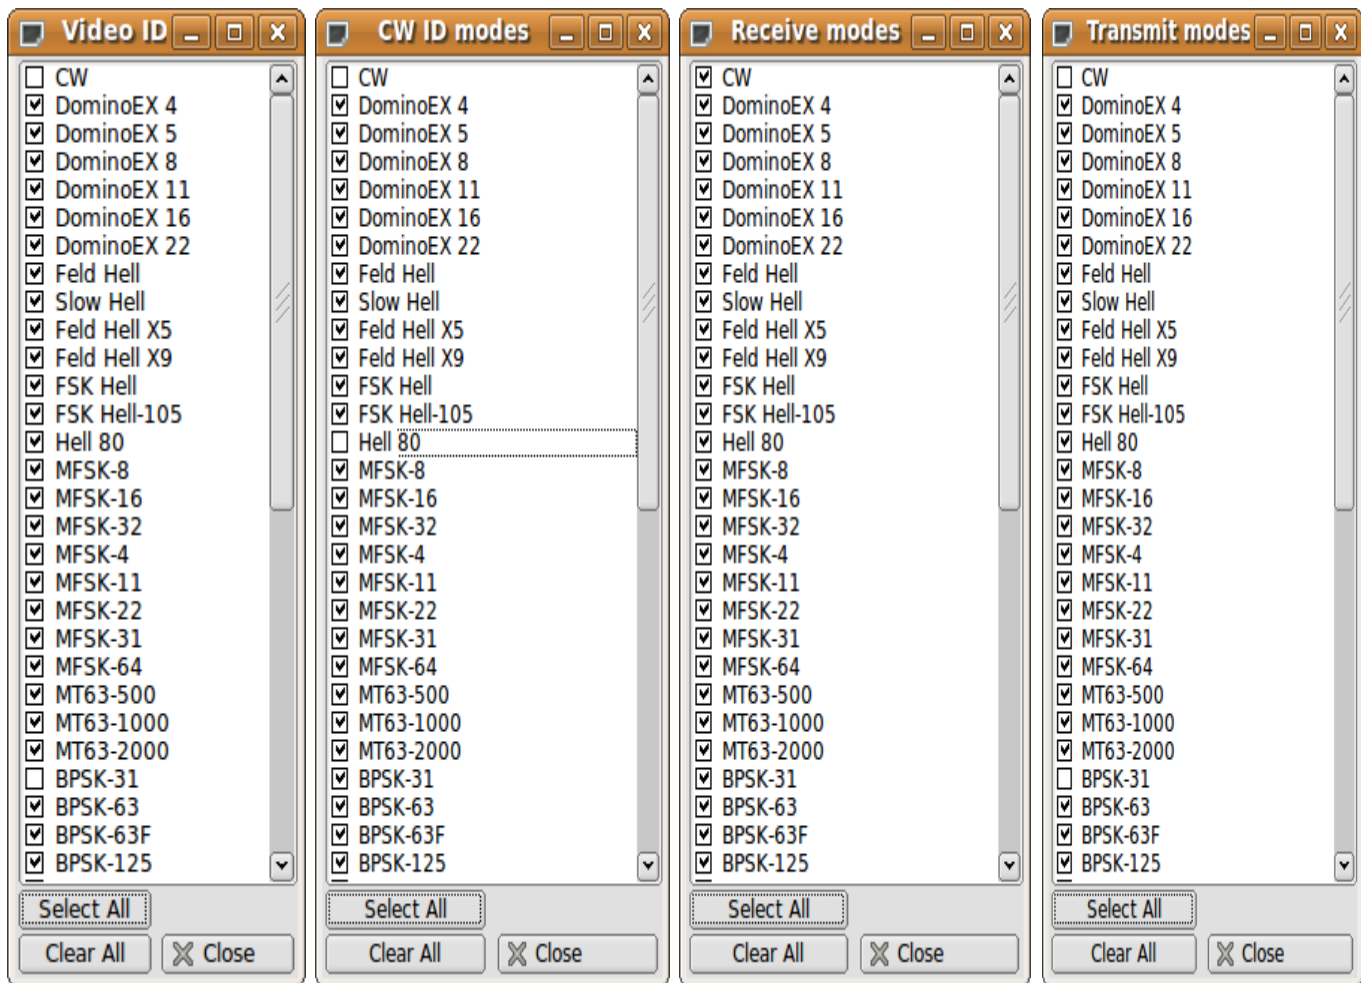 Video ID
CW
DominoEX 4
DominoEX 5
DominoEX 8
DominoEX 11
DominoEX 16
DominoEX 22
Feld Hell
Slow Hell
Feld Hell X5
Feld Hell X9
FSK Hell
FSK Hell-105
Hell 80
MFSK-8
MFSK-16
MFSK-32
MFSK-4
MFSK-11
MFSK-22
MFSK-31
MFSK-64
MT63-500
MT63-1000
MT63-2000
BPSK-31
BPSK-63
BPSK-63F
BPSK-125
Select All
Clear All
Close
CW ID modes
CW
DominoEX 4
DominoEX 5
DominoEX 8
DominoEX 11
DominoEX 16
DominoEX 22
Feld Hell
Slow Hell
Feld Hell X5
Feld Hell X9
FSK Hell
FSK Hell-105
Hell 80
MFSK-8
MFSK-16
MFSK-32
MFSK-4
MFSK-11
MFSK-22
MFSK-31
MFSK-64
MT63-500
MT63-1000
MT63-2000
BPSK-31
BPSK-63
BPSK-63F
BPSK-125
Select All
Clear All
Close
Receive modes
CW
DominoEX 4
DominoEX 5
DominoEX 8
DominoEX 11
DominoEX 16
DominoEX 22
Feld Hell
Slow Hell
Feld Hell X5
Feld Hell X9
FSK Hell
FSK Hell-105
Hell 80
MFSK-8
MFSK-16
MFSK-32
MFSK-4
MFSK-11
MFSK-22
MFSK-31
MFSK-64
MT63-500
MT63-1000
MT63-2000
BPSK-31
BPSK-63
BPSK-63F
BPSK-125
Select All
Clear All
Close
Transmit modes
CW
DominoEX 4
DominoEX 5
DominoEX 8
DominoEX 11
DominoEX 16
DominoEX 22
Feld Hell
Slow Hell
Feld Hell X5
Feld Hell X9
FSK Hell
FSK Hell-105
Hell 80
MFSK-8
MFSK-16
MFSK-32
MFSK-4
MFSK-11
MFSK-22
MFSK-31
MFSK-64
MT63-500
MT63-1000
MT63-2000
BPSK-31
BPSK-63
BPSK-63F
BPSK-125
Select All
Clear All
Close